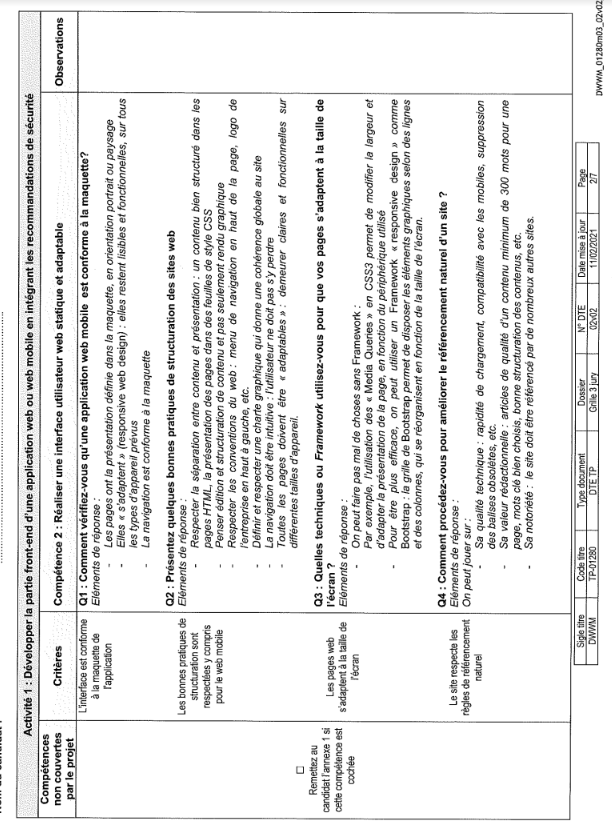 Activité 1 : Développer la partie front-end d'une application web ou web mobile en intégrant les recommandations de sécurité
Compétences
non couvertes
par le projet
Critères
Compétence 2 : Réaliser une interface utilisateur web statique et adaptable
Observations
☐
Remettez au
candidat l'annexe 1 si
cette compétence est
cochée
L'interface est conforme
à la maquette de
l'application
Q1 : Comment vérifiez-vous qu'une application web mobile est conforme à la maquette?
Eléments de réponse :
- Les pages ont la présentation définie dans la maquette, en orientation portrait ou paysage
- Elles « s'adaptent » (responsive web design) : elles restent lisibles et fonctionnelles, sur tous
les types d'appareil prévus
- La navigation est conforme à la maquette
Les bonnes pratiques de
structuration sont
respectées y compris
pour le web mobile
Q2 : Présentez quelques bonnes pratiques de structuration des sites web
Eléments de réponse :
- Respecter la séparation entre contenu et présentation : un contenu bien structuré dans les
pages HTML, la présentation des pages dans des feuilles de style CSS
- Penser édition et structuration de contenu et pas seulement rendu graphique
- Respecter les conventions du web : menu de navigation en haut de la page, logo de
l'entreprise en haut à gauche, etc.
- Définir et respecter une charte graphique qui donne une cohérence globale au site
- La navigation doit être intuitive : l'utilisateur ne doit pas s'y perdre
- Toutes les pages doivent être « adaptables » : demeurer claires et fonctionnelles sur
différentes tailles d'appareil.
Les pages web
s'adaptent à la taille de
l'écran
Q3 : Quelles techniques ou Framework utilisez-vous pour que vos pages s'adaptent à la taille de
l'écran ?
Eléments de réponse :
- On peut faire pas mal de choses sans Framework :
Par exemple, l'utilisation des « Media Queries » en CSS3 permet de modifier la largeur et
d'adapter la présentation de la page, en fonction du périphérique utilisé
- Pour être plus efficace, on peut utiliser un Framework « responsive design » comme
Bootstrap : la grille de Bootstrap permet de disposer les éléments graphiques selon des lignes
et des colonnes, qui se réorganisent en fonction de la taille de l'écran.
Le site respecte les
règles de référencement
naturel
Q4 : Comment procédez-vous pour améliorer le référencement naturel d'un site ?
Eléments de réponse :
On peut jouer sur :
- Sa qualité technique : rapidité de chargement, compatibilité avec les mobiles, suppression
des balises obsolètes, etc.
- Sa valeur rédactionnelle : articles de qualité d'un contenu minimum de 300 mots pour une
page, mots clé bien choisis, bonne structuration des contenus, etc.
- Sa notoriété : le site doit être référencé par de nombreux autres sites.
Sigle titre Code titre Type document Dossier N° DTE Date mise à jour Page
DWWM TP-01280 DTE TP Grille 3 jury 02v02 11/02/2021 2/7
DWWM_01280m03_02v02